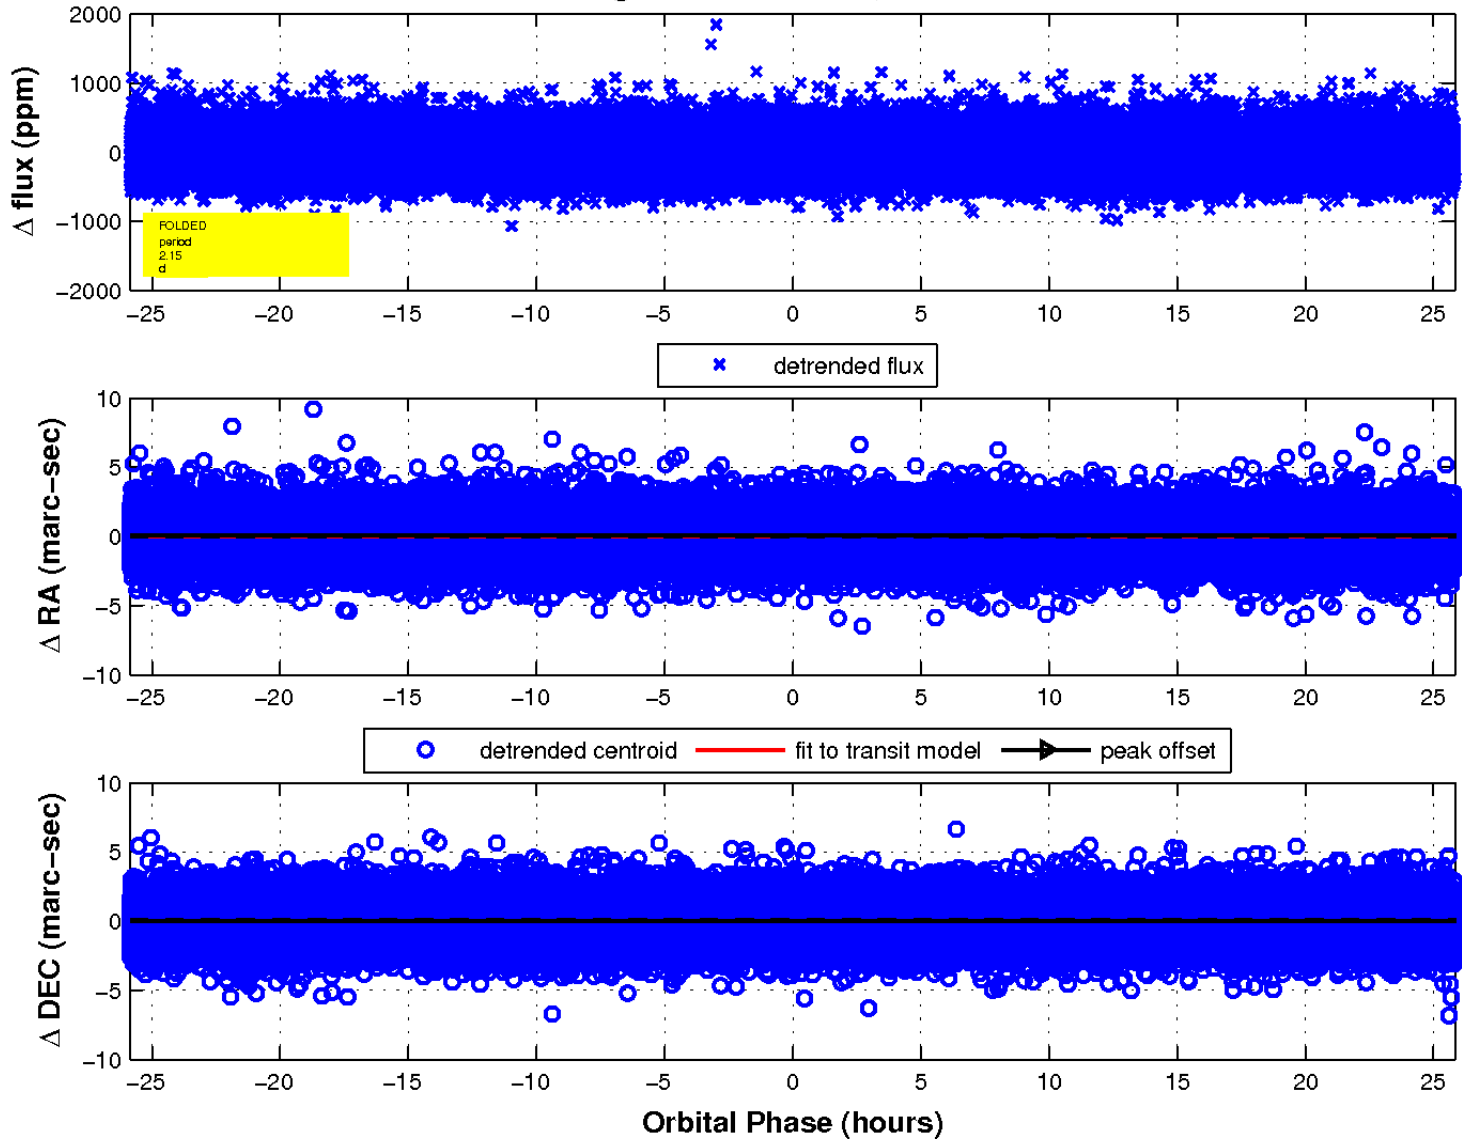 2000
1000
0
−1000
−2000
Δ flux (ppm)
FOLDED
period
2.15
d
−25 −20 −15 −10 −5 0 5 10 15 20 25
detrended flux
10
5
0
−5
−10
Δ RA (marc−sec)
−25 −20 −15 −10 −5 0 5 10 15 20 25
detrended centroid fit to transit model peak offset
10
5
0
−5
−10
Δ DEC (marc−sec)
−25 −20 −15 −10 −5 0 5 10 15 20 25
Orbital Phase (hours)